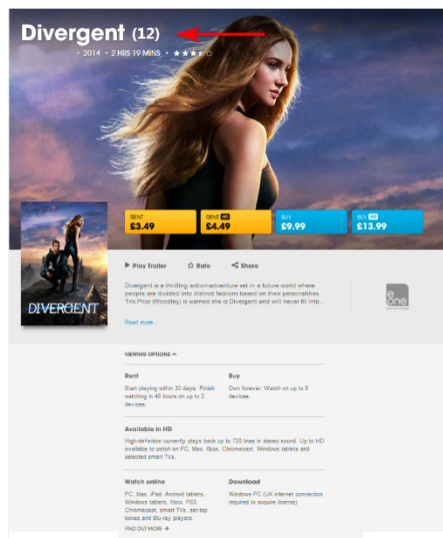 Divergent (12)
• 2014 • 2 HRS 19 MINS •
RENT
£3.49
RENT HD
£4.49
BUY
£9.99
BUY HD
£13.99
DIVERGENT
Play Trailer Rate Share
Divergent is a thrilling action-adventure set in a future world where
people are divided into distinct factions based on their personalities
Tris Prior (Woodley) is warned she is Divergent and will never fit into...
Read more...
e one
VIEWING OPTIONS
Rent
Start playing within 30 days. Finish
watching in 48 hours on up to 2
devices.
Buy
Own forever. Watch on up to 5
devices.
Available in HD
High-definition currently plays back up to 720 lines in stereo sound. Up to HD
available to watch on PC, Mac, Xbox, Chromecast, Windows tablets and
selected smart TVs.
Watch online
PC, Mac, iPad, Android tablets,
Windows tablets, Xbox, PS3,
Chromecast, smart TVs, set-top
boxes and Blu-ray players.
FIND OUT MORE →
Download
Windows PC (UK internet connection
required to acquire license)